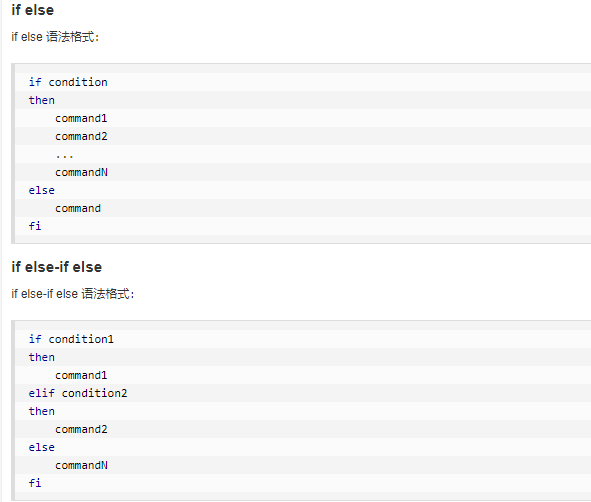 if else
if else 语法格式：
if condition
then
    command1
    command2
    ...
    commandN
else
    command
fi
if else-if else
if else-if else 语法格式：
if condition1
then
    command1
elif condition2
then
    command2
else
    commandN
fi